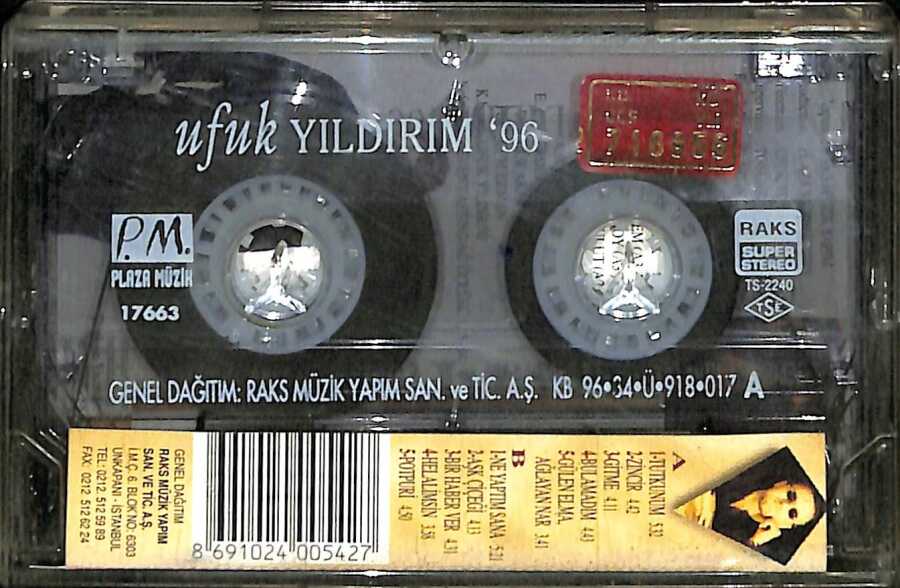 ufuk YILDIRIM '96
718955
P.M.
PLAZA MÜZİK
17663
RAKS
SUPER
STEREO
TS-2240
TSE
GENEL DAĞITIM: RAKS MÜZİK YAPIM SAN. ve TİC. A.Ş. KB 96•34•Ü•918•017 A
A
1-TUTKUNUM 5.32
2-ZİNCİR 4.42
3-GİTME 4.11
4-BULAMADIM 4.43
5-GÜLEN ELMA,
AĞLAYAN NAR 3.41
B
1-NE YAPTIM SANA 5.21
2-AŞK ÇİÇEĞİ 4.13
3-BİR HABER VER 4.31
4-HELALIMSIN 3.58
5-POTPURİ 4.50
8 691024 005427
GENEL DAĞITIM
RAKS MÜZİK YAPIM
SAN. VE TİC. A.Ş.
İ.M.Ç. 6. BLOK NO: 6303
UNKAPANI - İSTANBUL
TEL: 0212 512 59 89
FAX: 0212 512 62 24